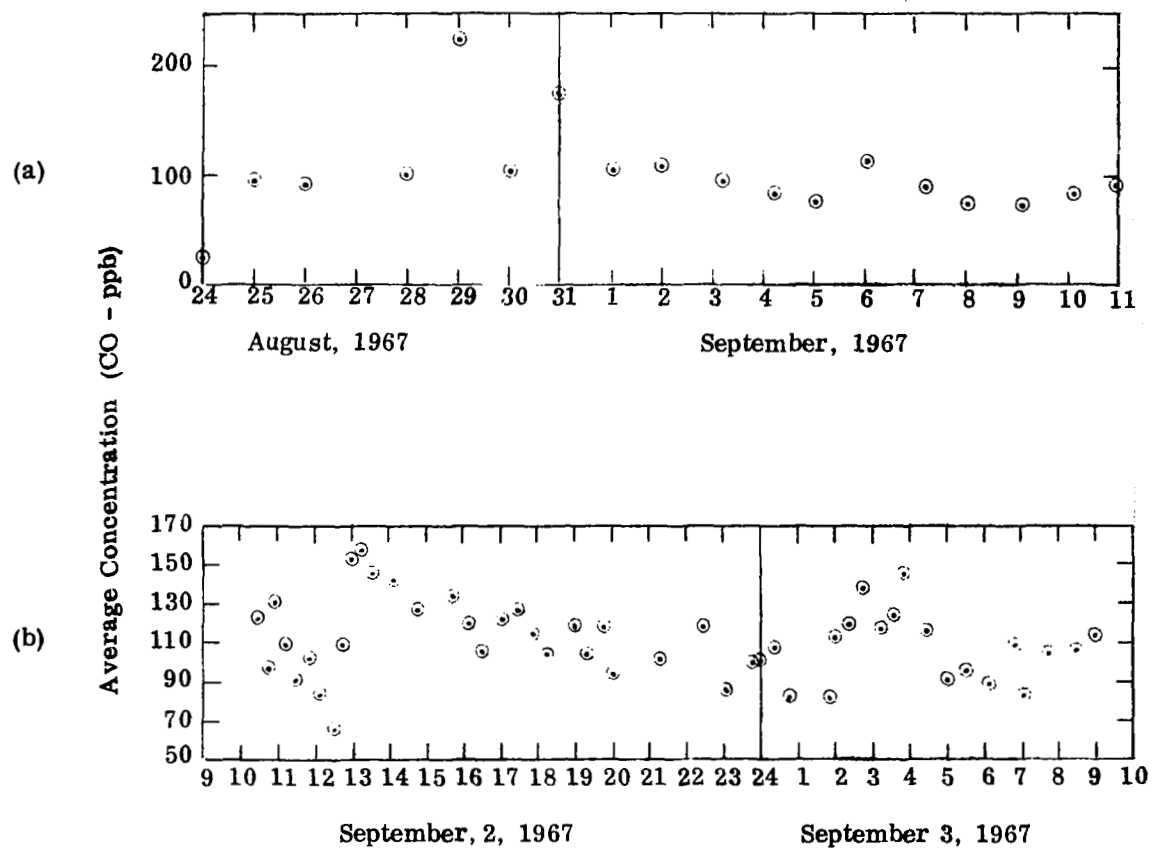 (a)
200
100
0
24 25 26 27 28 29 30 31 1 2 3 4 5 6 7 8 9 10 11
August, 1967 September, 1967
Average Concentration (CO - ppb)
(b)
170
150
130
110
90
70
50
9 10 11 12 13 14 15 16 17 18 19 20 21 22 23 24 1 2 3 4 5 6 7 8 9 10
September, 2, 1967 September 3, 1967